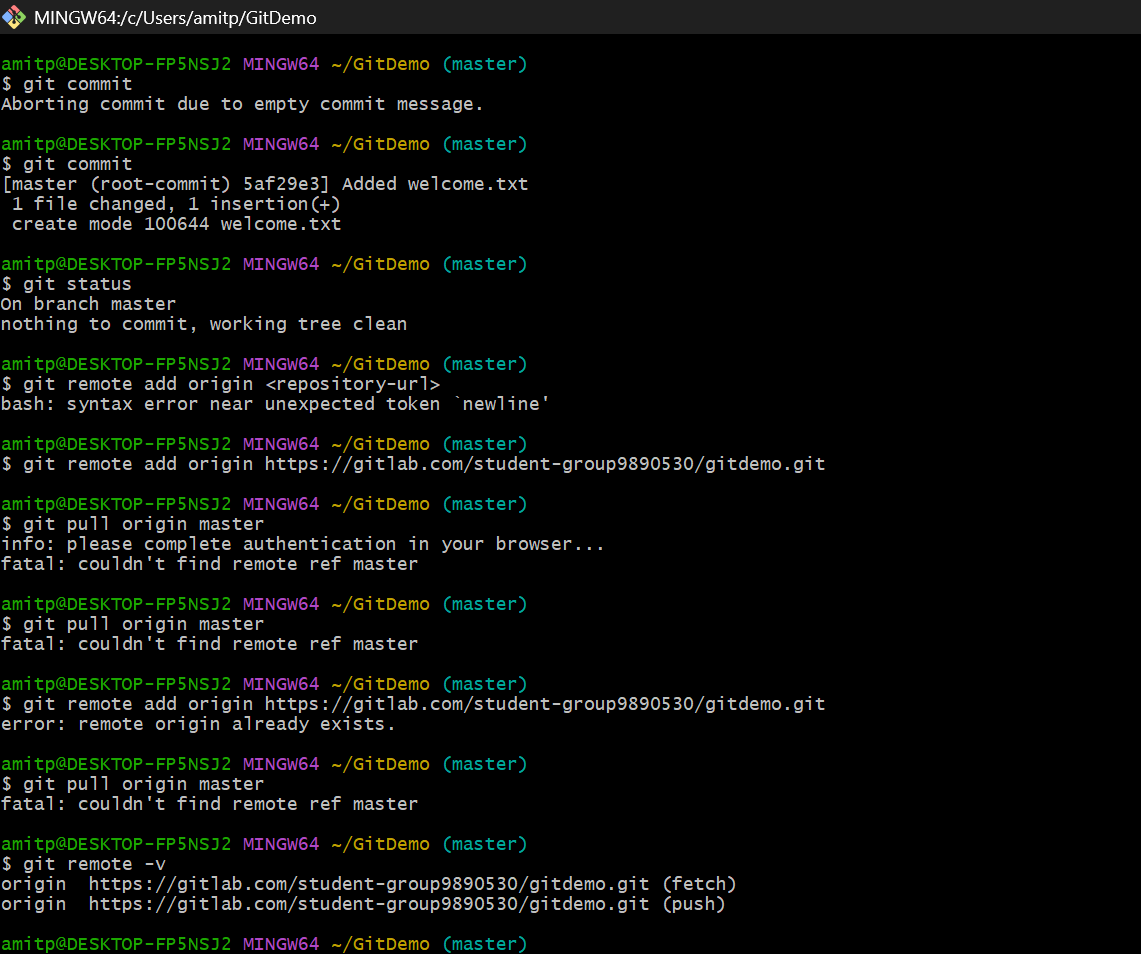 MINGW64:/c/Users/amitp/GitDemo
amitp@DESKTOP-FP5NSJ2 MINGW64 ~/GitDemo (master)
$ git commit
Aborting commit due to empty commit message.
amitp@DESKTOP-FP5NSJ2 MINGW64 ~/GitDemo (master)
$ git commit
[master (root-commit) 5af29e3] Added welcome.txt
 1 file changed, 1 insertion(+)
 create mode 100644 welcome.txt
amitp@DESKTOP-FP5NSJ2 MINGW64 ~/GitDemo (master)
$ git status
On branch master
nothing to commit, working tree clean
amitp@DESKTOP-FP5NSJ2 MINGW64 ~/GitDemo (master)
$ git remote add origin <repository-url>
bash: syntax error near unexpected token `newline'
amitp@DESKTOP-FP5NSJ2 MINGW64 ~/GitDemo (master)
$ git remote add origin https://gitlab.com/student-group9890530/gitdemo.git
amitp@DESKTOP-FP5NSJ2 MINGW64 ~/GitDemo (master)
$ git pull origin master
info: please complete authentication in your browser...
fatal: couldn't find remote ref master
amitp@DESKTOP-FP5NSJ2 MINGW64 ~/GitDemo (master)
$ git pull origin master
fatal: couldn't find remote ref master
amitp@DESKTOP-FP5NSJ2 MINGW64 ~/GitDemo (master)
$ git remote add origin https://gitlab.com/student-group9890530/gitdemo.git
error: remote origin already exists.
amitp@DESKTOP-FP5NSJ2 MINGW64 ~/GitDemo (master)
$ git pull origin master
fatal: couldn't find remote ref master
amitp@DESKTOP-FP5NSJ2 MINGW64 ~/GitDemo (master)
$ git remote -v
origin  https://gitlab.com/student-group9890530/gitdemo.git (fetch)
origin  https://gitlab.com/student-group9890530/gitdemo.git (push)
amitp@DESKTOP-FP5NSJ2 MINGW64 ~/GitDemo (master)